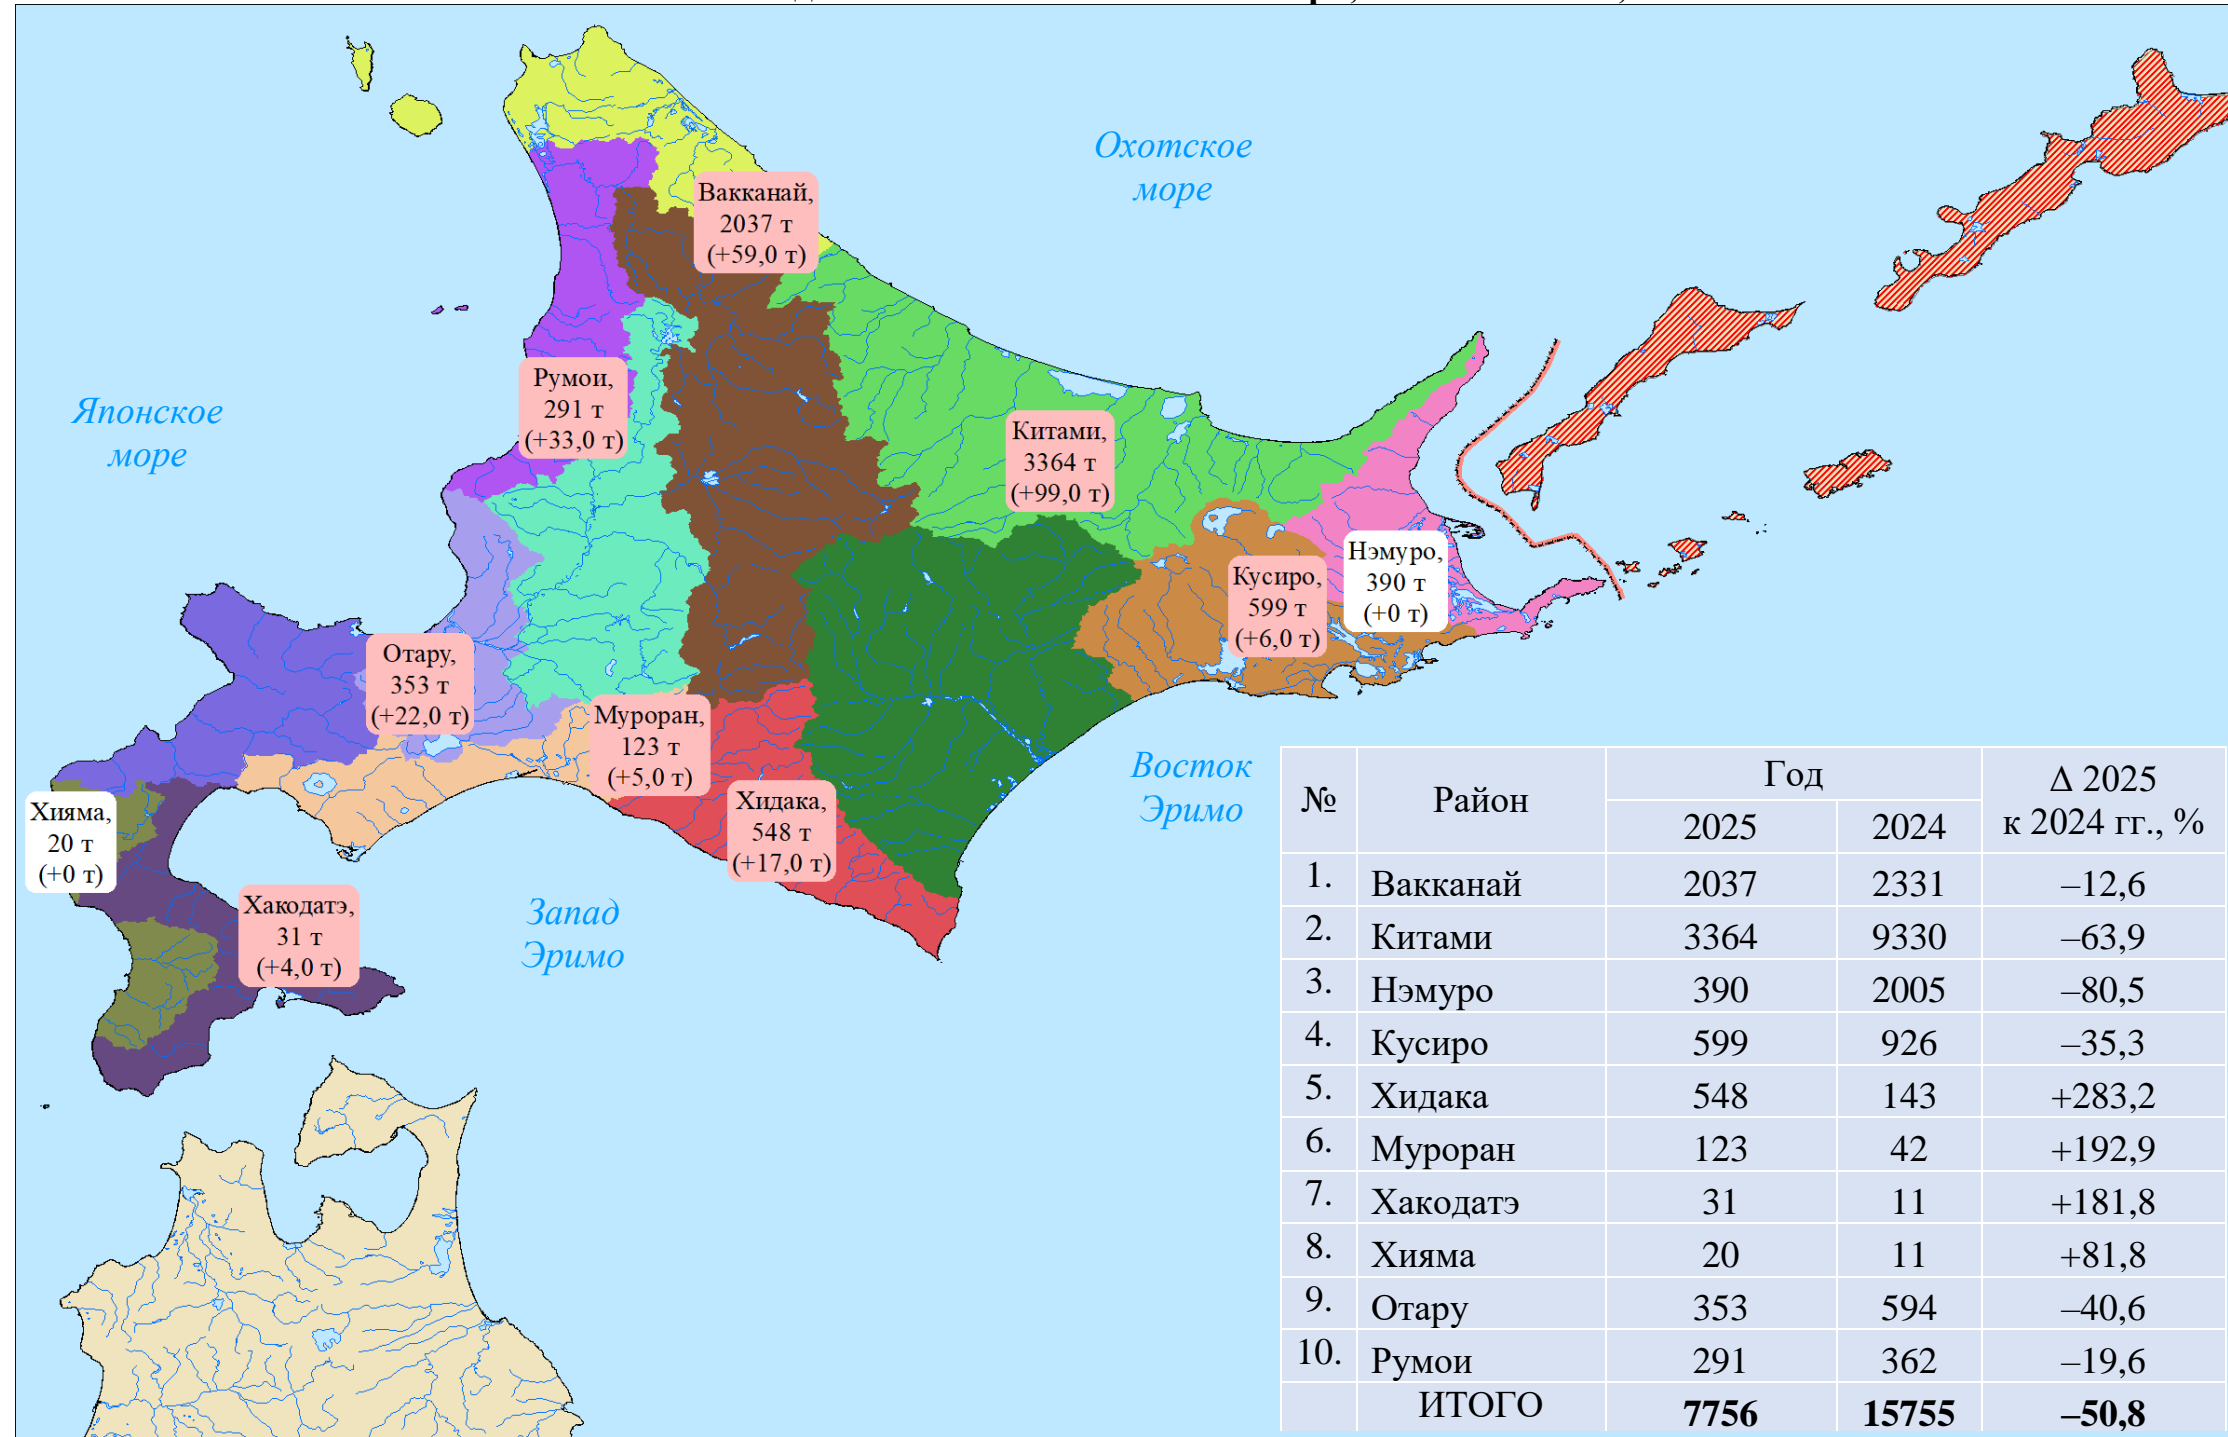 Охотское
море
Вакканай,
2037 т
(+59,0 т)
Румои,
291 т
(+33,0 т)
Японское
море
Китами,
3364 т
(+99,0 т)
Нэмуро,
390 т
(+0 т)
Кусиро,
599 т
(+6,0 т)
Отару,
353 т
(+22,0 т)
Муроран,
123 т
(+5,0 т)
Хидака,
548 т
(+17,0 т)
Хияма,
20 т
(+0 т)
Хакодатэ,
31 т
(+4,0 т)
Запад
Эримо
Восток
Эримо
№ Район Год Δ 2025
2025 2024 к 2024 гг., %
1. Вакканай 2037 2331 –12,6
2. Китами 3364 9330 –63,9
3. Нэмуро 390 2005 –80,5
4. Кусиро 599 926 –35,3
5. Хидака 548 143 +283,2
6. Муроран 123 42 +192,9
7. Хакодатэ 31 11 +181,8
8. Хияма 20 11 +81,8
9. Отару 353 594 –40,6
10. Румои 291 362 –19,6
ИТОГО 7756 15755 –50,8